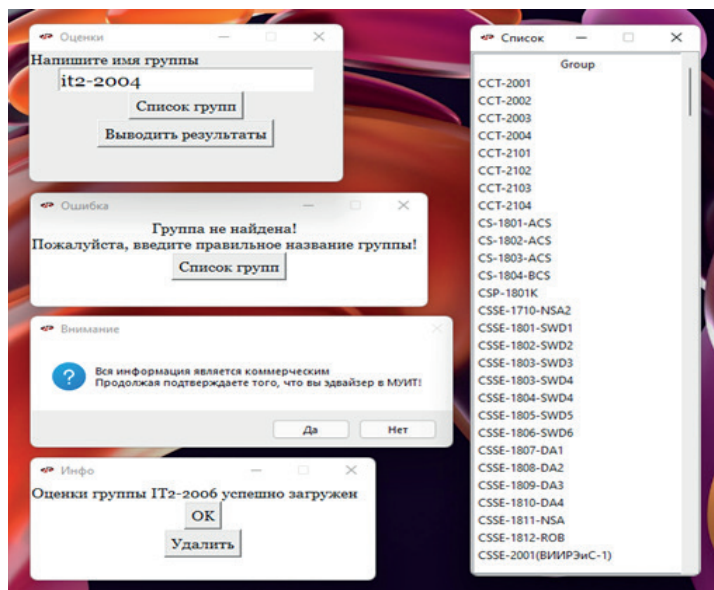 Оценки
Напишите имя группы
it2-2004
Список групп
Выводить результаты
Ошибка
Группа не найдена!
Пожалуйста, введите правильное название группы!
Список групп
Внимание
Вся информация является коммерческим
Продолжая подтверждаете того, что вы эдвайзер в МУИТ!
Да
Нет
Инфо
Оценки группы IT2-2006 успешно загружен
OK
Удалить
Список
Group
CCT-2001
CCT-2002
CCT-2003
CCT-2004
CCT-2101
CCT-2102
CCT-2103
CCT-2104
CS-1801-ACS
CS-1802-ACS
CS-1803-ACS
CS-1804-BCS
CSP-1801K
CSSE-1710-NSA2
CSSE-1801-SWD1
CSSE-1802-SWD2
CSSE-1803-SWD3
CSSE-1803-SWD4
CSSE-1804-SWD4
CSSE-1805-SWD5
CSSE-1806-SWD6
CSSE-1807-DA1
CSSE-1808-DA2
CSSE-1809-DA3
CSSE-1810-DA4
CSSE-1811-NSA
CSSE-1812-ROB
CSSE-2001(ВИИРЭиС-1)